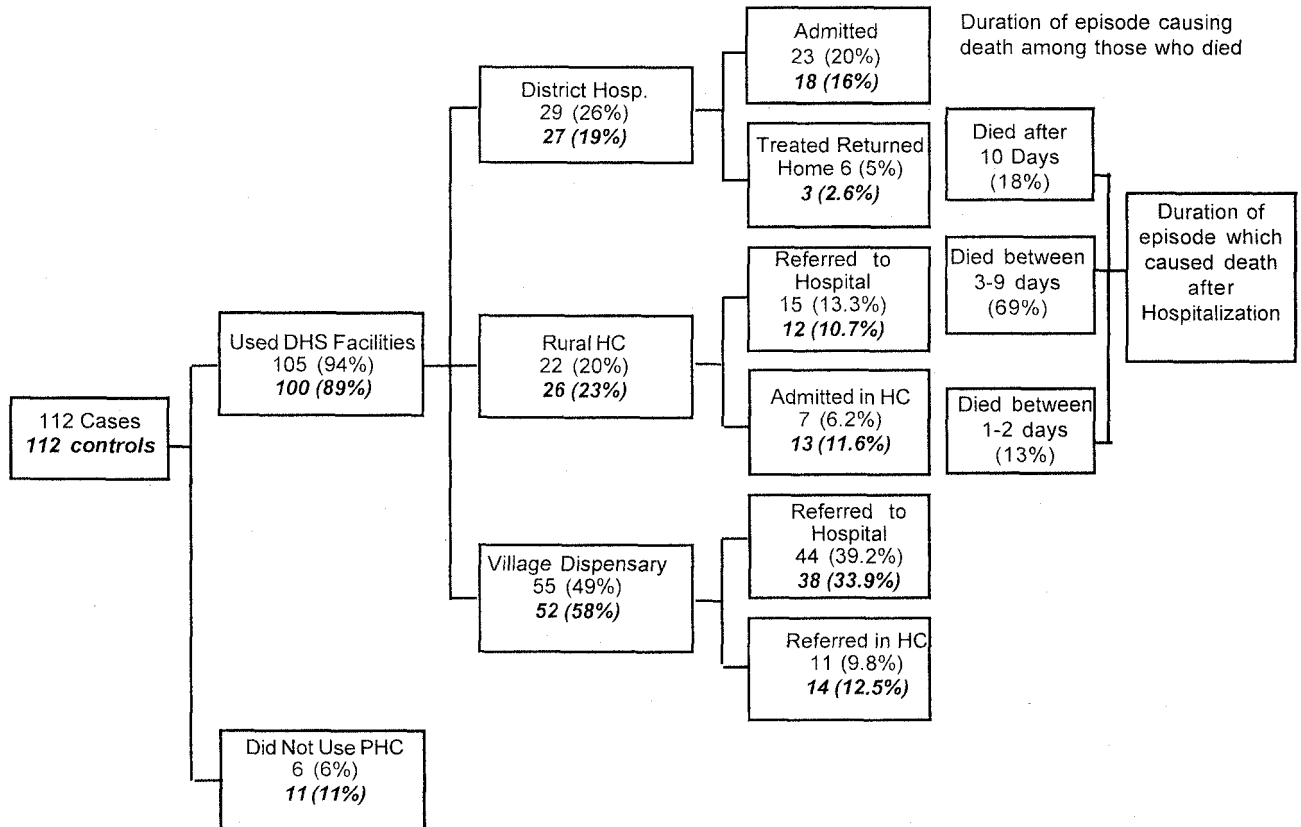 112 Cases
112 controls
Used DHS Facilities
105 (94%)
100 (89%)
Did Not Use PHC
6 (6%)
11 (11%)
District Hosp.
29 (26%)
27 (19%)
Rural HC
22 (20%)
26 (23%)
Village Dispensary
55 (49%)
52 (58%)
Admitted
23 (20%)
18 (16%)
Treated Returned
Home 6 (5%)
3 (2.6%)
Referred to
Hospital
15 (13.3%)
12 (10.7%)
Admitted in HC
7 (6.2%)
13 (11.6%)
Referred to
Hospital
44 (39.2%)
38 (33.9%)
Referred in HC
11 (9.8%)
14 (12.5%)
Duration of episode causing
death among those who died
Died after
10 Days
(18%)
Died between
3-9 days
(69%)
Died between
1-2 days
(13%)
Duration of
episode which
caused death
after
Hospitalization